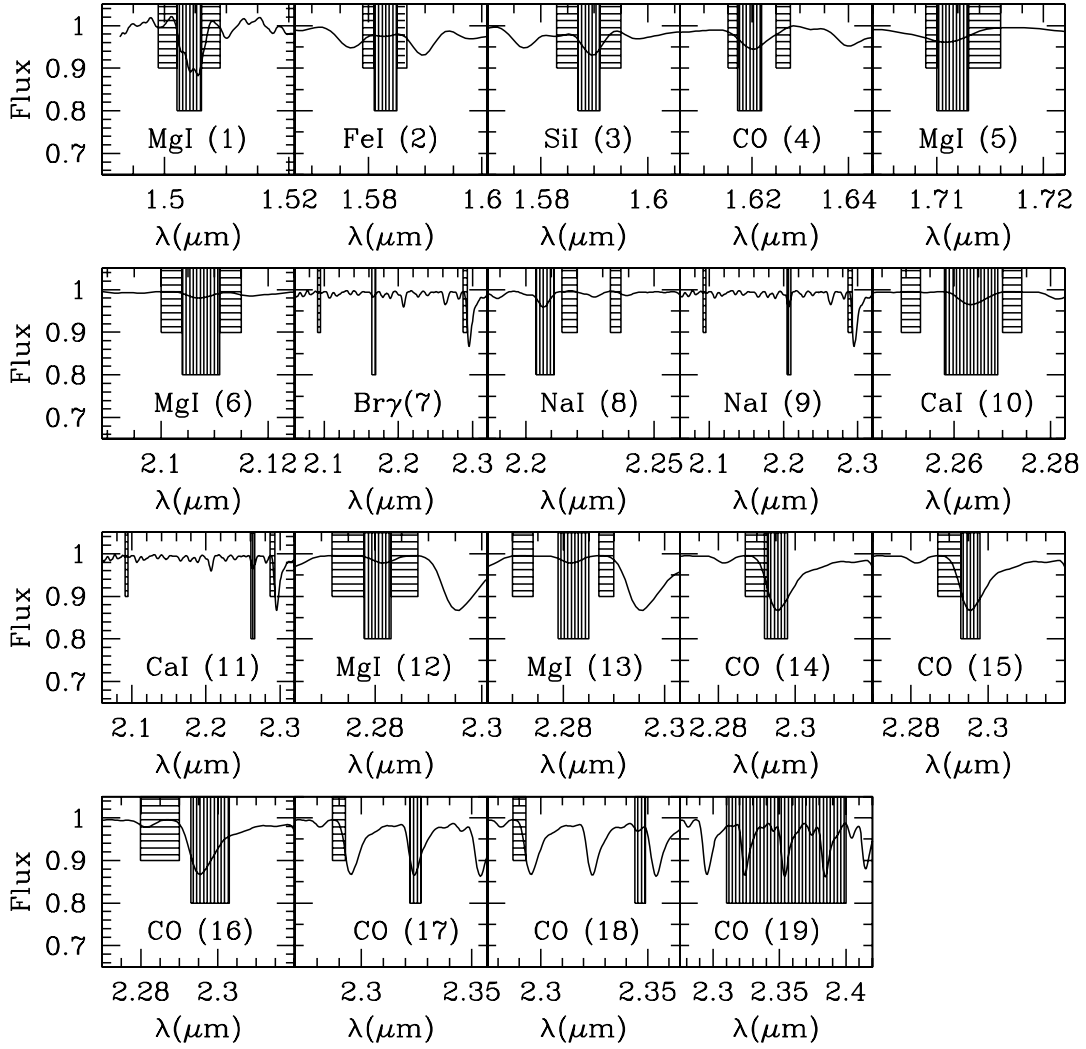 Flux
1
0.9
0.8
0.7
MgI (1)
FeI (2)
SiI (3)
CO (4)
MgI (5)
1.5
1.52
1.58
1.6
1.58
1.6
1.62
1.64
1.71
1.72
λ(μm)
λ(μm)
λ(μm)
λ(μm)
λ(μm)
Flux
1
0.9
0.8
0.7
MgI (6)
Brγ(7)
NaI (8)
NaI (9)
CaI (10)
2.1
2.12
2.1
2.2
2.3
2.2
2.25
2.1
2.2
2.3
2.26
2.28
λ(μm)
λ(μm)
λ(μm)
λ(μm)
λ(μm)
Flux
1
0.9
0.8
0.7
CaI (11)
MgI (12)
MgI (13)
CO (14)
CO (15)
2.1
2.2
2.3
2.28
2.3
2.28
2.3
2.28
2.3
2.28
2.3
λ(μm)
λ(μm)
λ(μm)
λ(μm)
λ(μm)
Flux
1
0.9
0.8
0.7
CO (16)
CO (17)
CO (18)
CO (19)
2.28
2.3
2.3
2.35
2.3
2.35
2.3
2.35
2.4
λ(μm)
λ(μm)
λ(μm)
λ(μm)